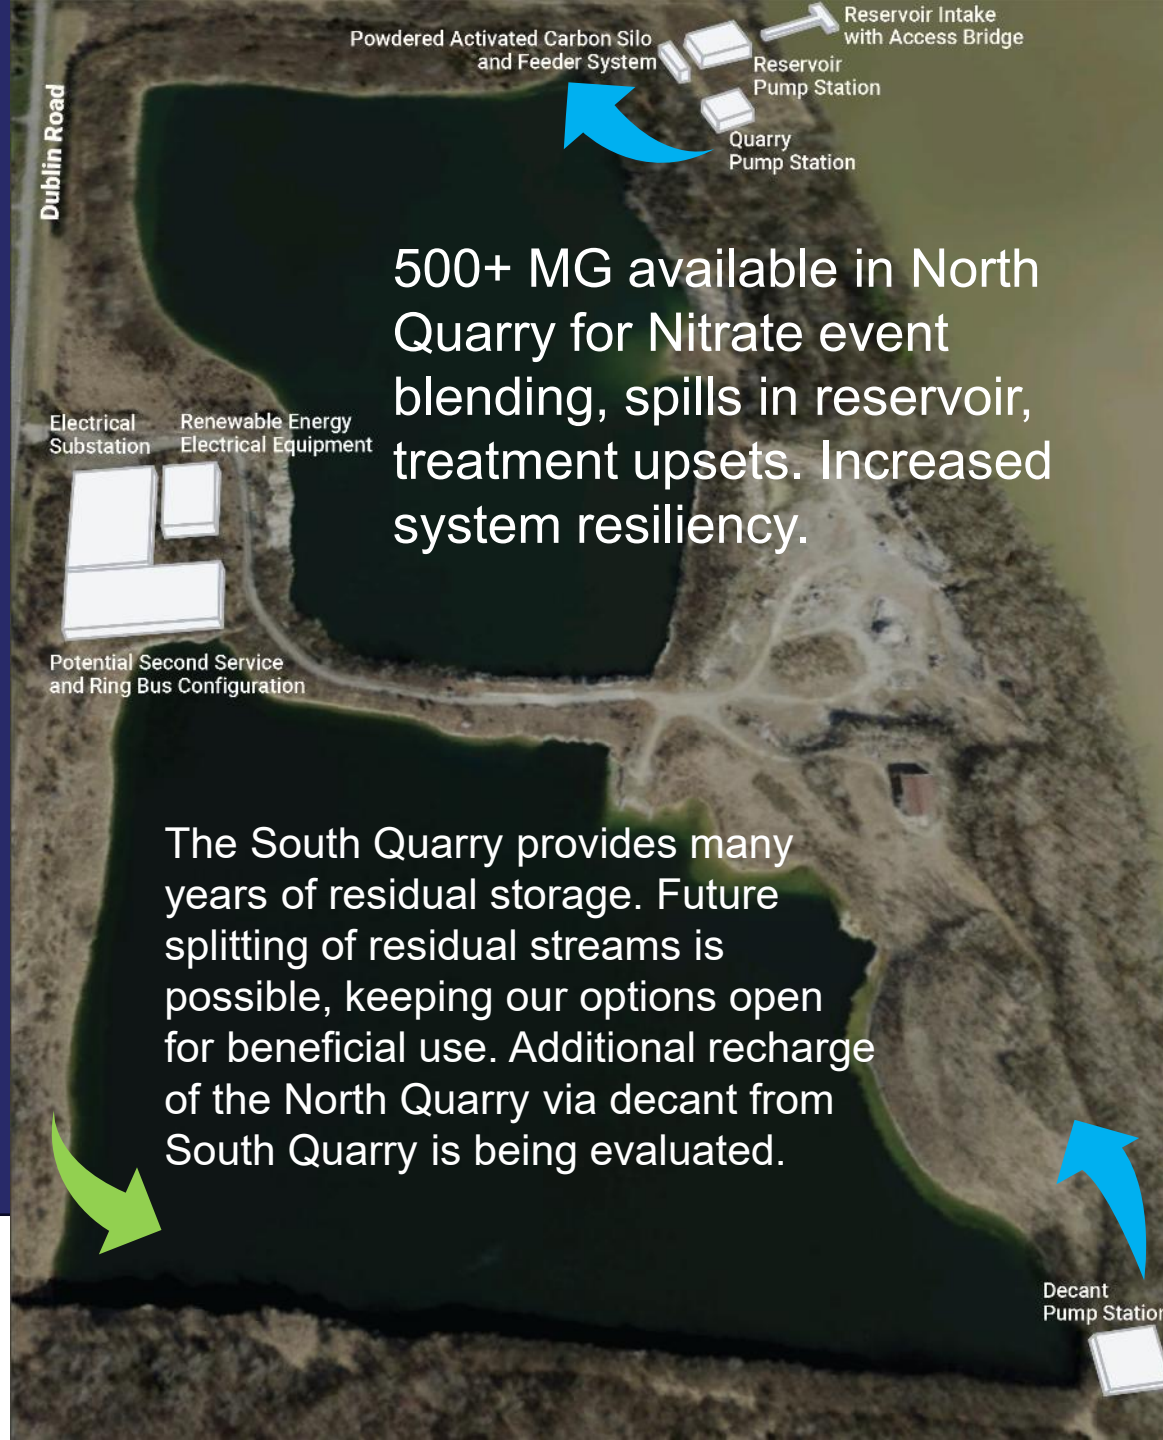 Powdered Activated Carbon Silo
and Feeder System
Reservoir Intake
with Access Bridge
Reservoir
Pump Station
Quarry
Pump Station
Dublin Road
500+ MG available in North
Quarry for Nitrate event
blending, spills in reservoir,
treatment upsets. Increased
system resiliency.
Electrical
Substation
Renewable Energy
Electrical Equipment
Potential Second Service
and Ring Bus Configuration
The South Quarry provides many
years of residual storage. Future
splitting of residual streams is
possible, keeping our options open
for beneficial use. Additional recharge
of the North Quarry via decant from
South Quarry is being evaluated.
Decant
Pump Station